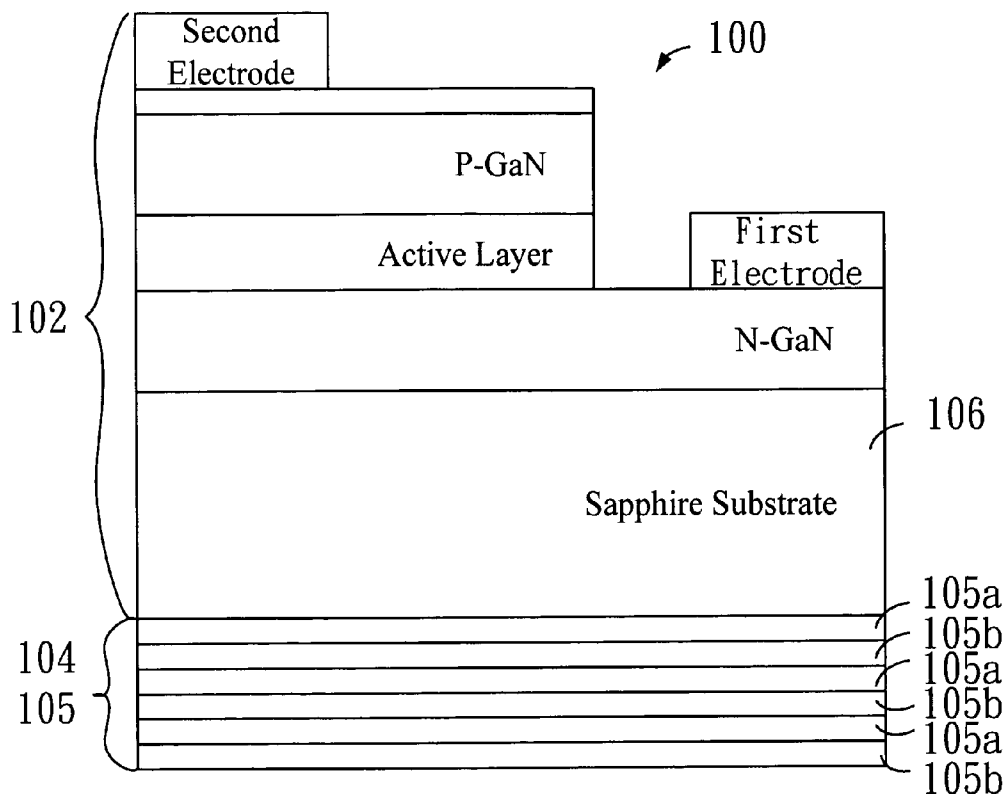 Second
Electrode
100
P-GaN
Active Layer
First
Electrode
102
N-GaN
106
Sapphire Substrate
105a
105b
104
105a
105
105b
105a
105b